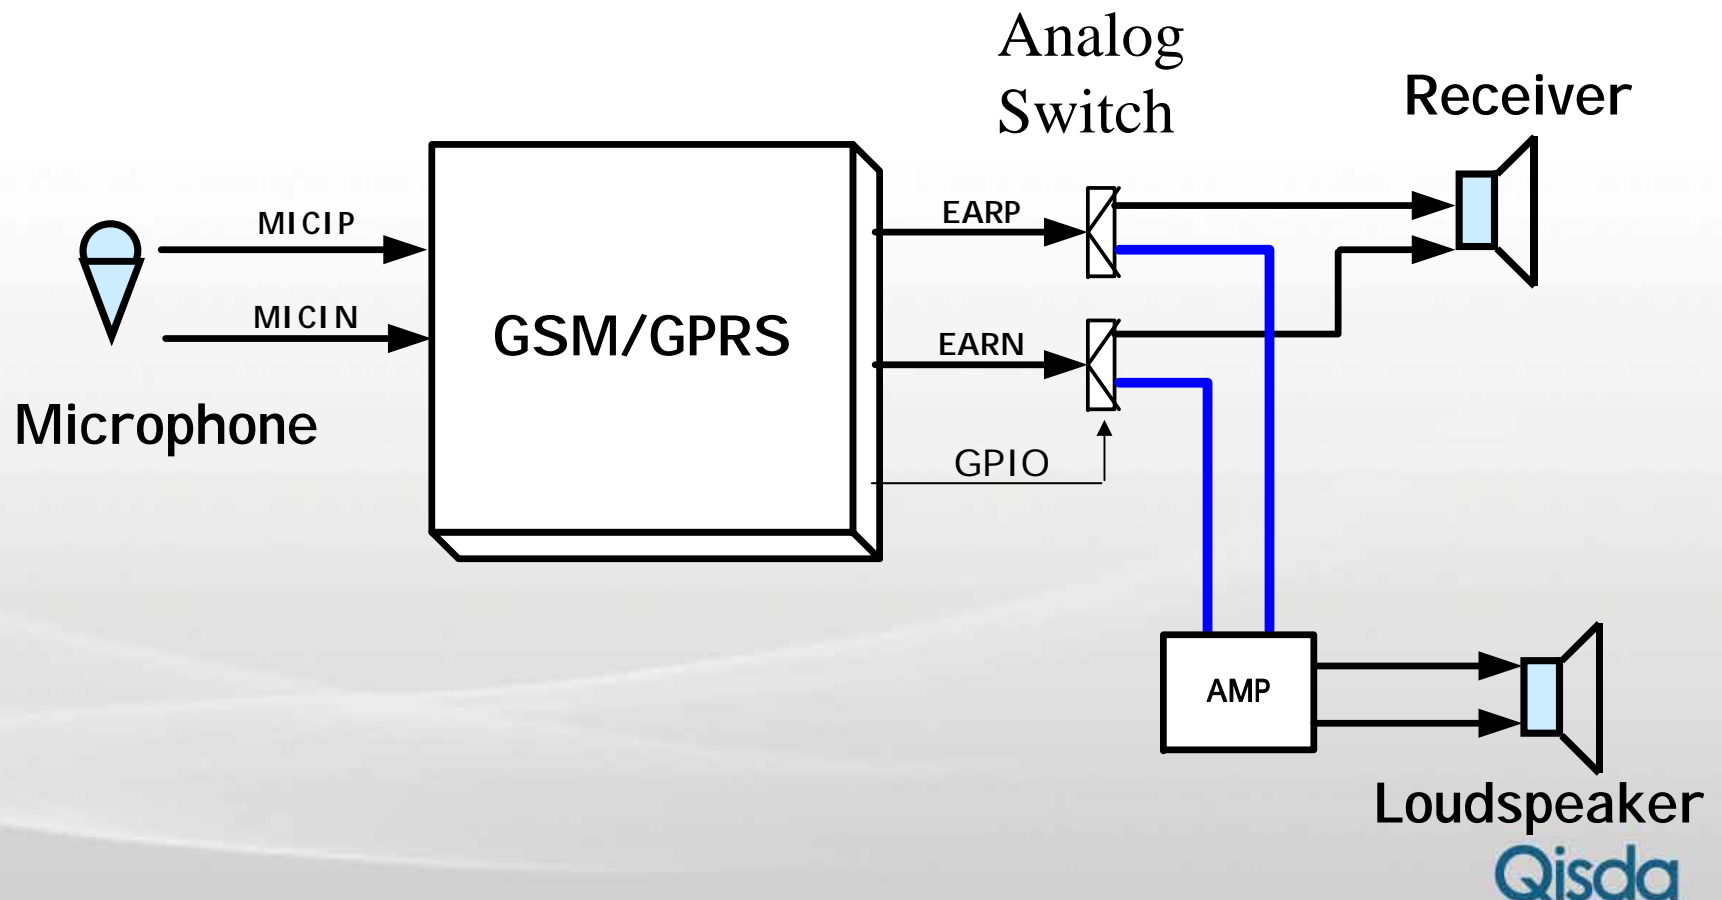 Analog
Switch
Receiver
MICIP
EARP
MICIN
GSM/GPRS
EARN
Microphone
GPIO
AMP
Loudspeaker
Qisda